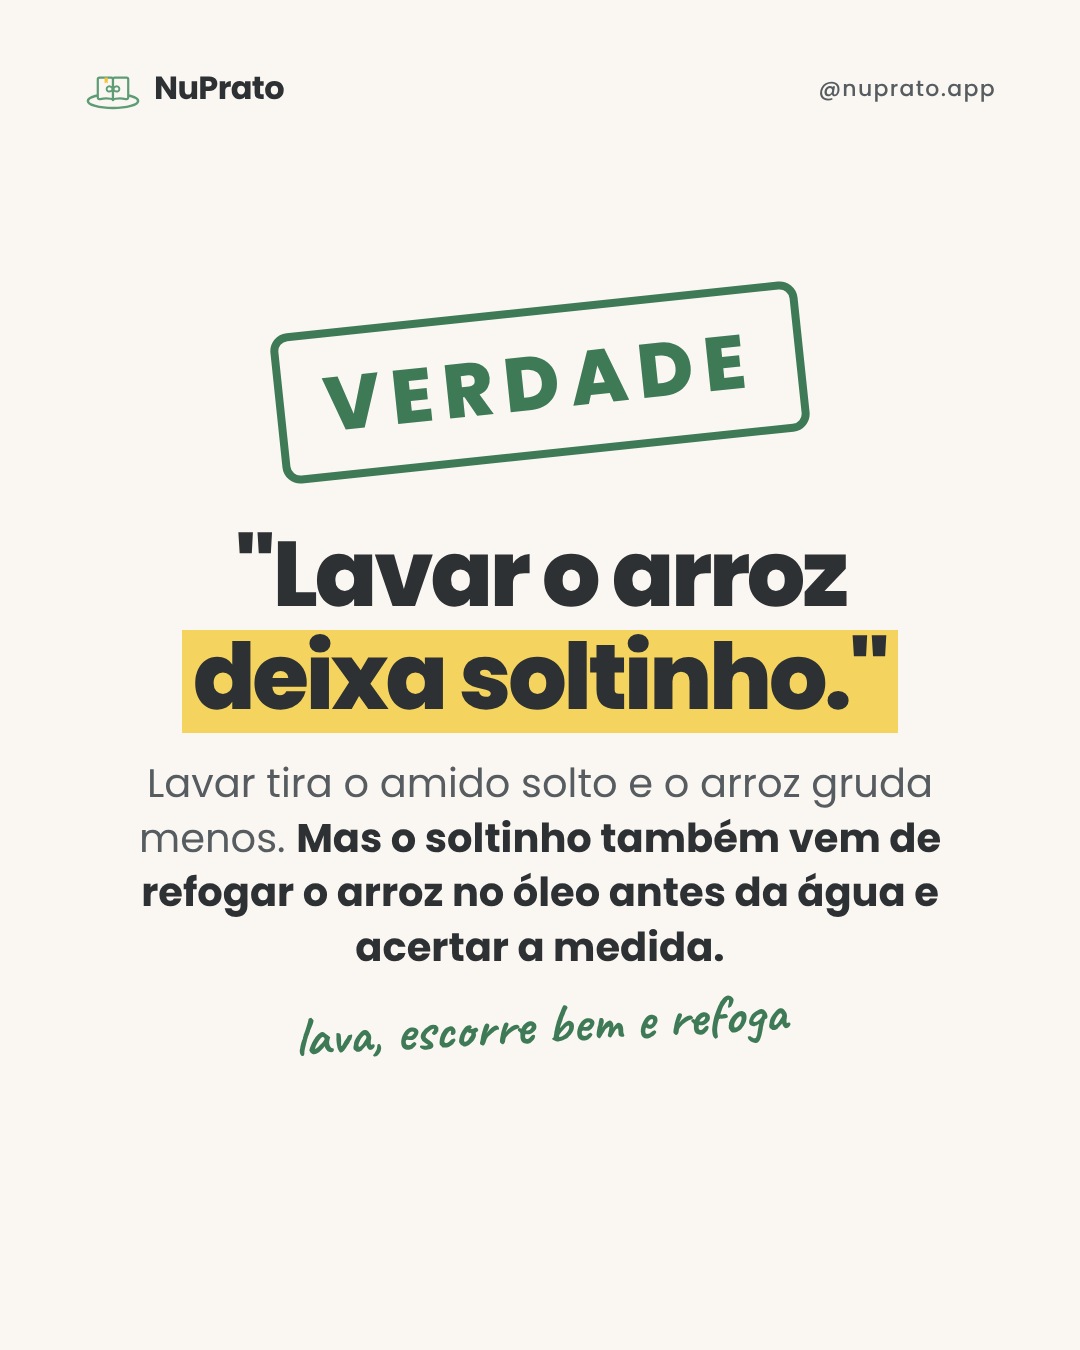 NuPrato
@nuprato.app
VERDADE
"Lavar o arroz
deixa soltinho."
Lavar tira o amido solto e o arroz gruda
menos. Mas o soltinho também vem de
refogar o arroz no óleo antes da água e
acertar a medida.
lava, escorre bem e refoga